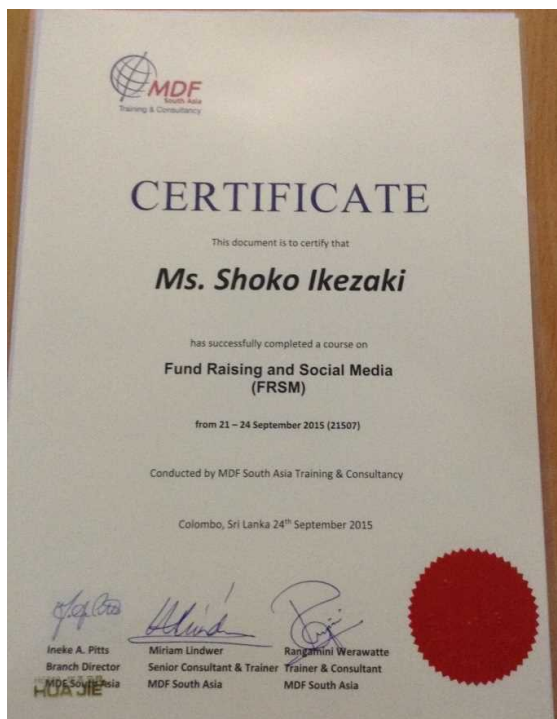 MDF
South Asia
Training & Consultancy
CERTIFICATE
This document is to certify that
Ms. Shoko Ikezaki
has successfully completed a course on
Fund Raising and Social Media
(FRSM)
from 21 – 24 September 2015 (21507)
Conducted by MDF South Asia Training & Consultancy
Colombo, Sri Lanka 24th September 2015
Ineke A. Pitts Miriam Lindwer Rangamini Werawatte
Branch Director Senior Consultant & Trainer Trainer & Consultant
MDF South Asia MDF South Asia MDF South Asia
HUA JIE